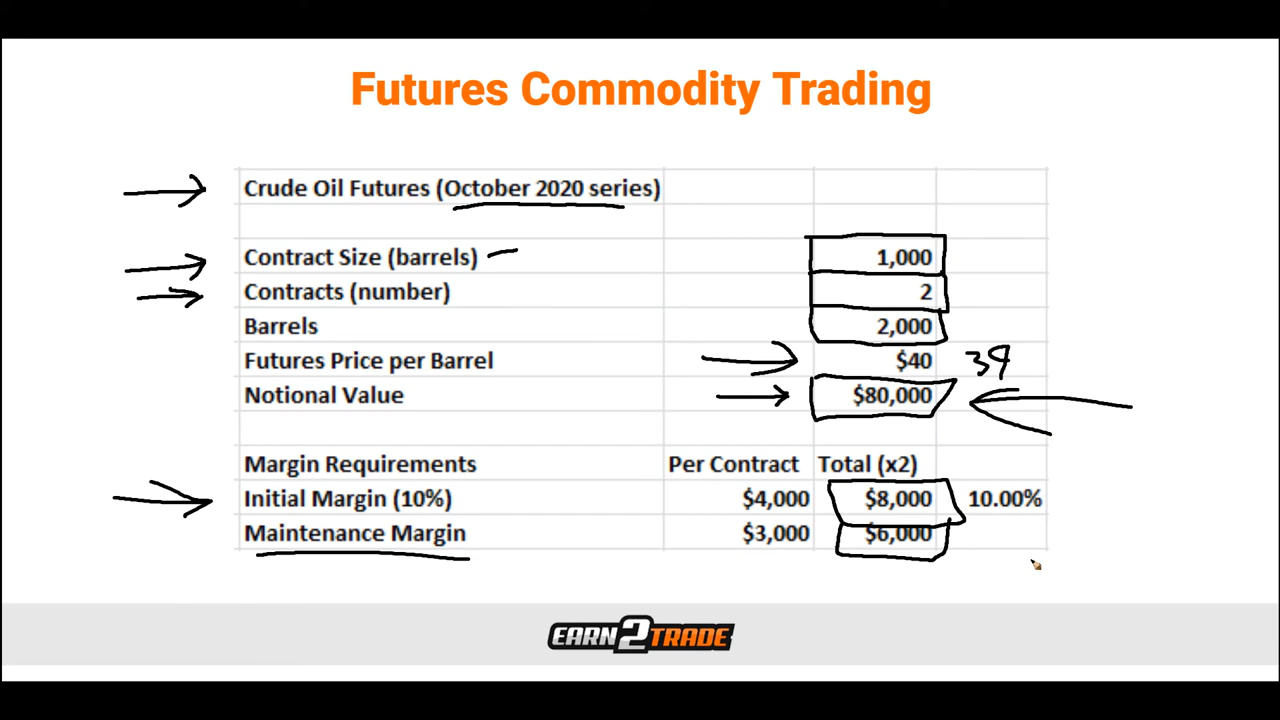 Futures Commodity Trading
Crude Oil Futures (October 2020 series)
Contract Size (barrels) 1,000
Contracts (number) 2
Barrels 2,000
Futures Price per Barrel $40 39
Notional Value $80,000
Margin Requirements Per Contract Total (x2)
Initial Margin (10%) $4,000 $8,000 10.00%
Maintenance Margin $3,000 $6,000
EARN2TRADE